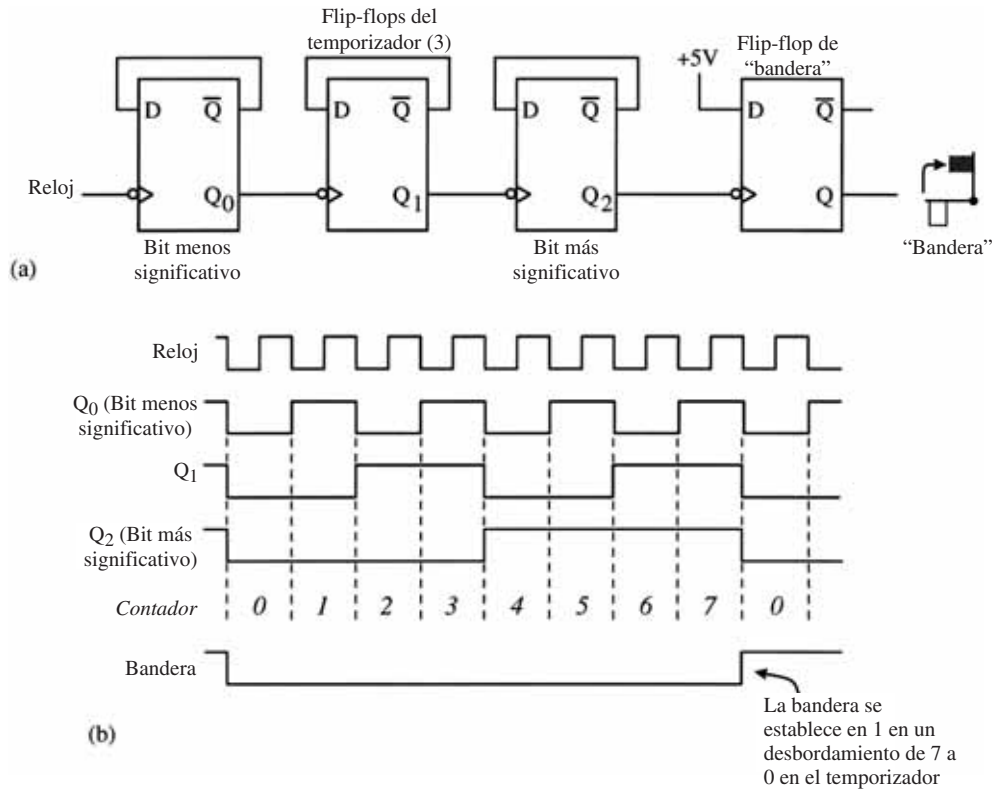 Flip-flops del
temporizador (3)
+5V
Flip-flop de
“bandera”
D Q D Q D Q D Q
Reloj
Q0
Q1
Q2
Q
“Bandera”
Bit menos
significativo
Bit más
significativo
(a)
Reloj
Q0 (Bit menos
significativo)
Q1
Q2 (Bit más
significativo)
Contador 0 1 2 3 4 5 6 7 0
Bandera
La bandera se
establece en 1 en un
desbordamiento de 7 a
0 en el temporizador
(b)